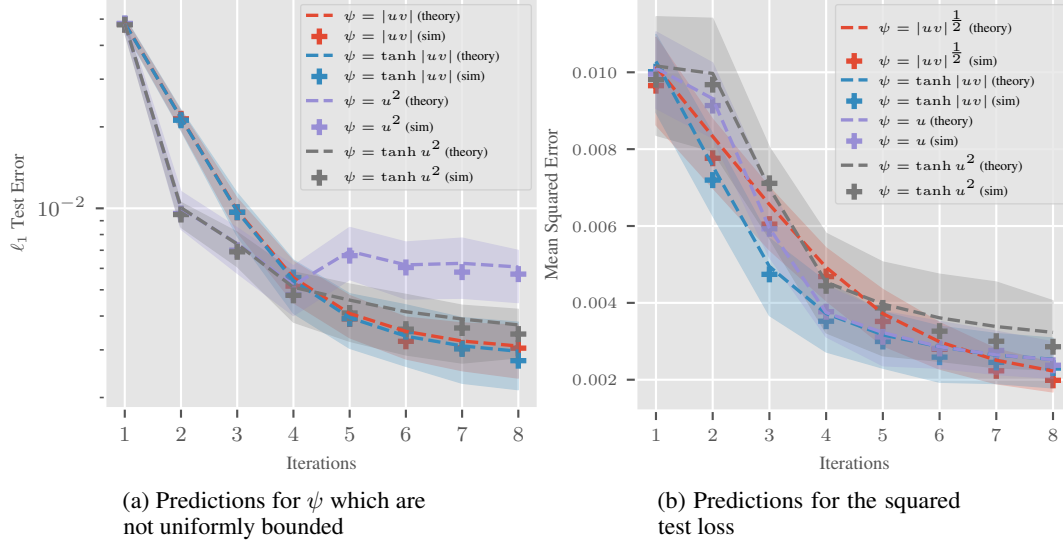 ψ = |uv| (theory)
ψ = |uv| (sim)
ψ = tanh |uv| (theory)
ψ = tanh |uv| (sim)
ψ = u² (theory)
ψ = u² (sim)
ψ = tanh u² (theory)
ψ = tanh u² (sim)
10⁻²
ℓ₁ Test Error
1 2 3 4 5 6 7 8
Iterations
(a) Predictions for ψ which are
not uniformly bounded
ψ = |uv|^{1/2} (theory)
ψ = |uv|^{1/2} (sim)
ψ = tanh |uv| (theory)
ψ = tanh |uv| (sim)
ψ = u (theory)
ψ = u (sim)
ψ = tanh u² (theory)
ψ = tanh u² (sim)
0.010
0.008
0.006
0.004
0.002
Mean Squared Error
1 2 3 4 5 6 7 8
Iterations
(b) Predictions for the squared
test loss